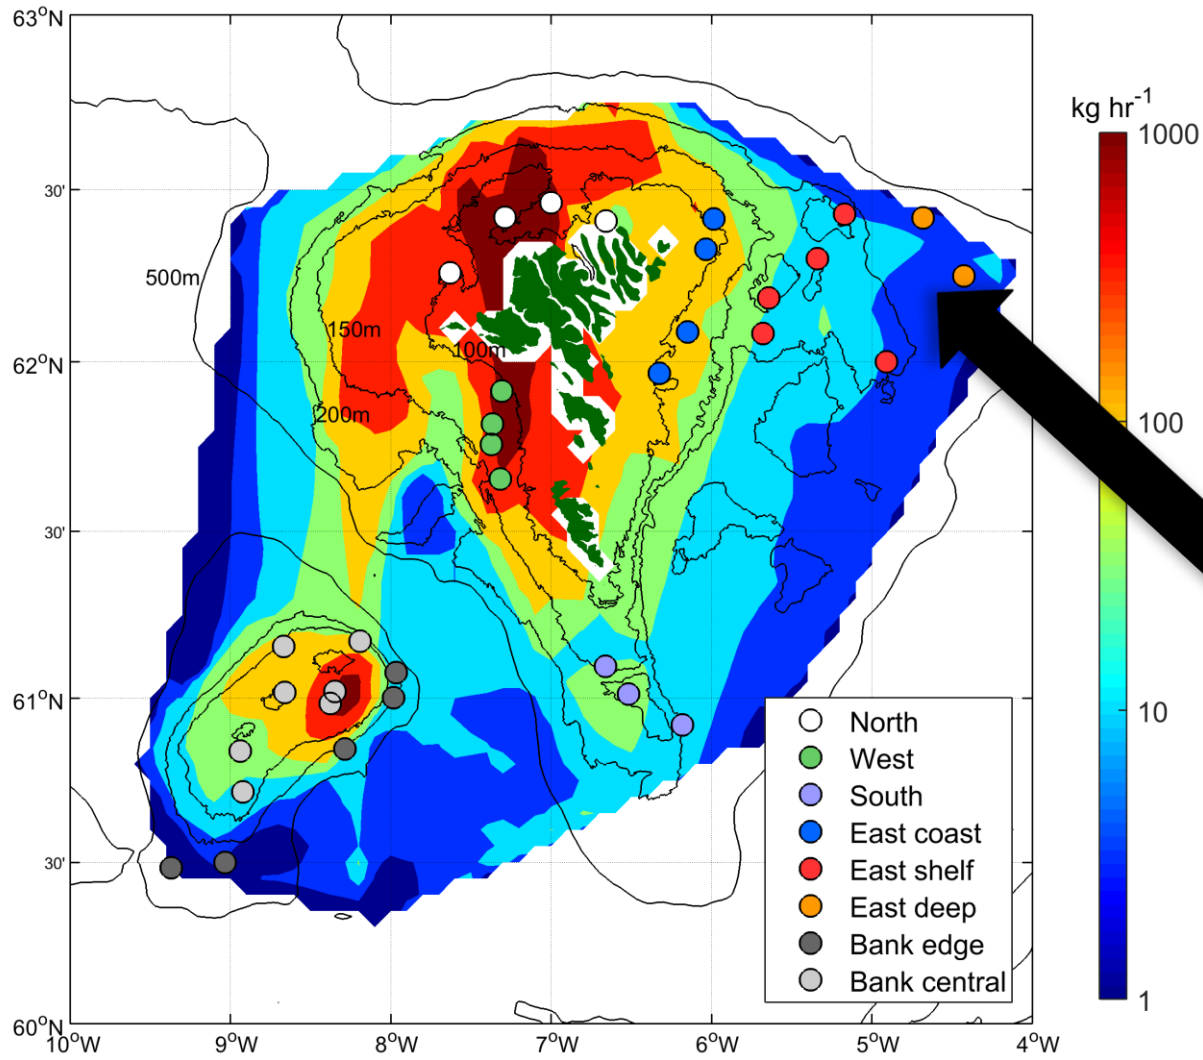 63°N
kg hr⁻¹
1000
30'
500m
150m
100m
62°N
200m
100
30'
61°N
10
North
West
South
East coast
East shelf
East deep
Bank edge
Bank central
30'
1
60°N
10°W 9°W 8°W 7°W 6°W 5°W 4°W